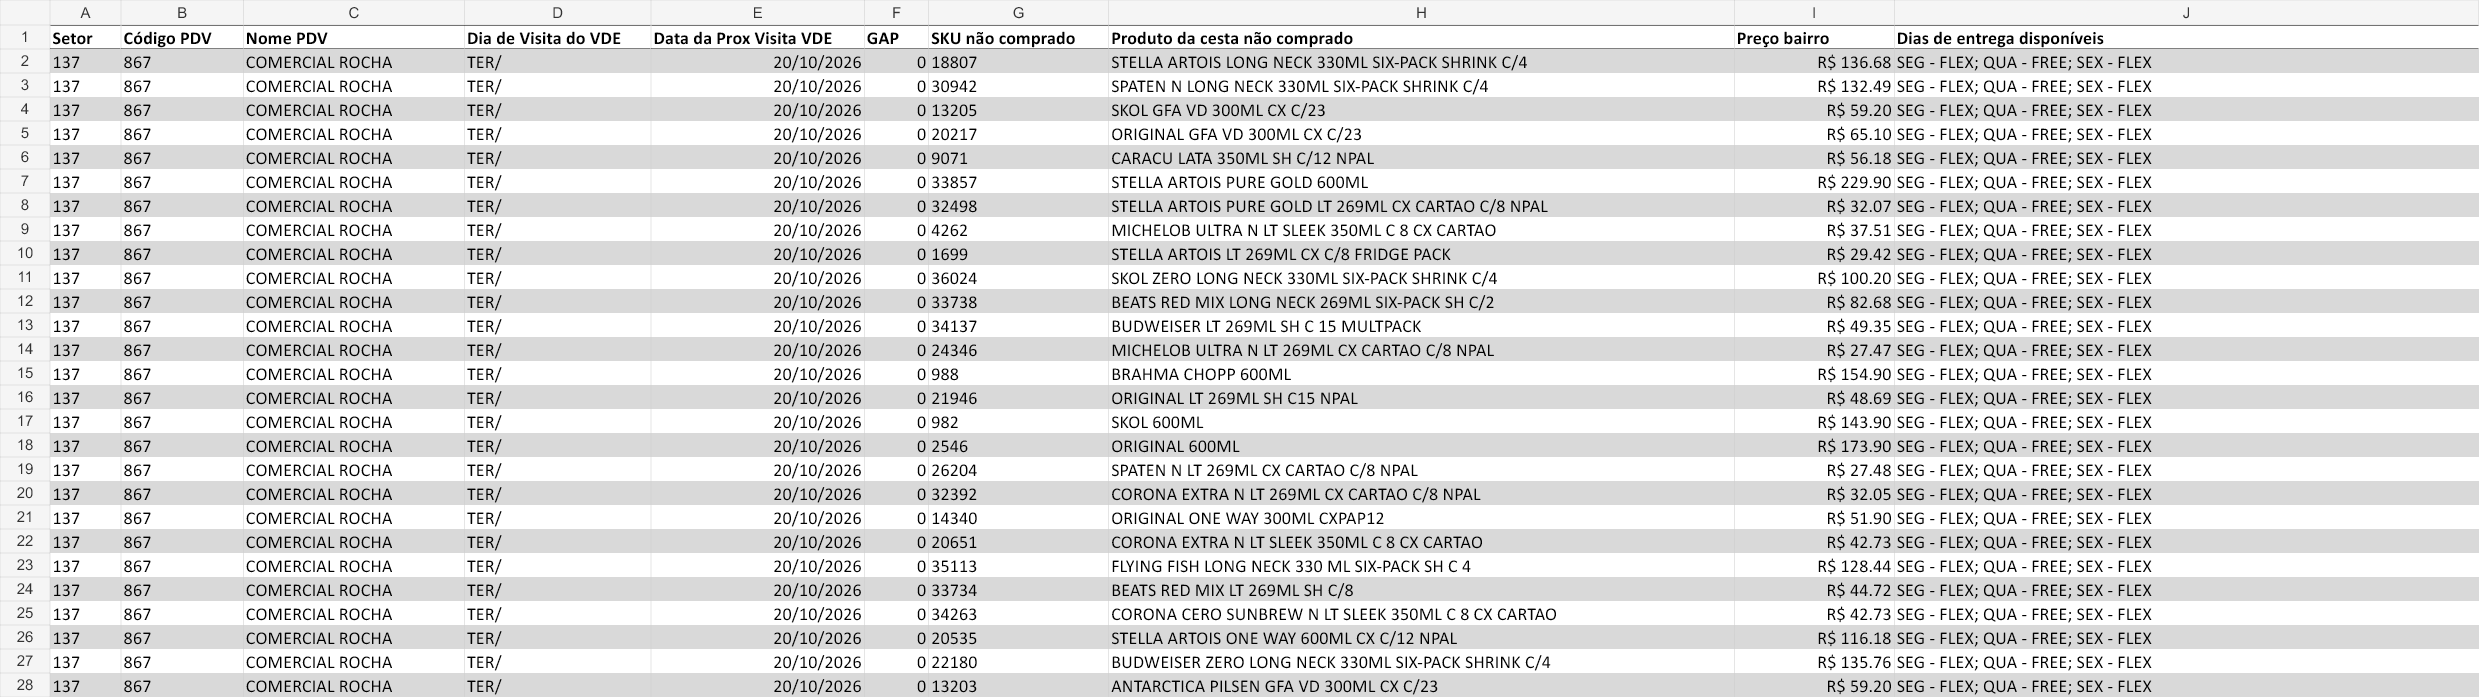 A B C D E F G H I J
1 Setor Código PDV Nome PDV Dia de Visita do VDE Data da Prox Visita VDE GAP SKU não comprado Produto da cesta não comprado Preço bairro Dias de entrega disponíveis
2 137 867 COMERCIAL ROCHA TER/ 20/10/2026 0 18807 STELLA ARTOIS LONG NECK 330ML SIX-PACK SHRINK C/4 R$ 136.68 SEG - FLEX; QUA - FREE; SEX - FLEX
3 137 867 COMERCIAL ROCHA TER/ 20/10/2026 0 30942 SPATEN N LONG NECK 330ML SIX-PACK SHRINK C/4 R$ 132.49 SEG - FLEX; QUA - FREE; SEX - FLEX
4 137 867 COMERCIAL ROCHA TER/ 20/10/2026 0 13205 SKOL GFA VD 300ML CX C/23 R$ 59.20 SEG - FLEX; QUA - FREE; SEX - FLEX
5 137 867 COMERCIAL ROCHA TER/ 20/10/2026 0 20217 ORIGINAL GFA VD 300ML CX C/23 R$ 65.10 SEG - FLEX; QUA - FREE; SEX - FLEX
6 137 867 COMERCIAL ROCHA TER/ 20/10/2026 0 9071 CARACU LATA 350ML SH C/12 NPAL R$ 56.18 SEG - FLEX; QUA - FREE; SEX - FLEX
7 137 867 COMERCIAL ROCHA TER/ 20/10/2026 0 33857 STELLA ARTOIS PURE GOLD 600ML R$ 229.90 SEG - FLEX; QUA - FREE; SEX - FLEX
8 137 867 COMERCIAL ROCHA TER/ 20/10/2026 0 32498 STELLA ARTOIS PURE GOLD LT 269ML CX CARTAO C/8 NPAL R$ 32.07 SEG - FLEX; QUA - FREE; SEX - FLEX
9 137 867 COMERCIAL ROCHA TER/ 20/10/2026 0 4262 MICHELOB ULTRA N LT SLEEK 350ML C 8 CX CARTAO R$ 37.51 SEG - FLEX; QUA - FREE; SEX - FLEX
10 137 867 COMERCIAL ROCHA TER/ 20/10/2026 0 1699 STELLA ARTOIS LT 269ML CX C/8 FRIDGE PACK R$ 29.42 SEG - FLEX; QUA - FREE; SEX - FLEX
11 137 867 COMERCIAL ROCHA TER/ 20/10/2026 0 36024 SKOL ZERO LONG NECK 330ML SIX-PACK SHRINK C/4 R$ 100.20 SEG - FLEX; QUA - FREE; SEX - FLEX
12 137 867 COMERCIAL ROCHA TER/ 20/10/2026 0 33738 BEATS RED MIX LONG NECK 269ML SIX-PACK SH C/2 R$ 82.68 SEG - FLEX; QUA - FREE; SEX - FLEX
13 137 867 COMERCIAL ROCHA TER/ 20/10/2026 0 34137 BUDWEISER LT 269ML SH C 15 MULTPACK R$ 49.35 SEG - FLEX; QUA - FREE; SEX - FLEX
14 137 867 COMERCIAL ROCHA TER/ 20/10/2026 0 24346 MICHELOB ULTRA N LT 269ML CX CARTAO C/8 NPAL R$ 27.47 SEG - FLEX; QUA - FREE; SEX - FLEX
15 137 867 COMERCIAL ROCHA TER/ 20/10/2026 0 988 BRAHMA CHOPP 600ML R$ 154.90 SEG - FLEX; QUA - FREE; SEX - FLEX
16 137 867 COMERCIAL ROCHA TER/ 20/10/2026 0 21946 ORIGINAL LT 269ML SH C15 NPAL R$ 48.69 SEG - FLEX; QUA - FREE; SEX - FLEX
17 137 867 COMERCIAL ROCHA TER/ 20/10/2026 0 982 SKOL 600ML R$ 143.90 SEG - FLEX; QUA - FREE; SEX - FLEX
18 137 867 COMERCIAL ROCHA TER/ 20/10/2026 0 2546 ORIGINAL 600ML R$ 173.90 SEG - FLEX; QUA - FREE; SEX - FLEX
19 137 867 COMERCIAL ROCHA TER/ 20/10/2026 0 26204 SPATEN N LT 269ML CX CARTAO C/8 NPAL R$ 27.48 SEG - FLEX; QUA - FREE; SEX - FLEX
20 137 867 COMERCIAL ROCHA TER/ 20/10/2026 0 32392 CORONA EXTRA N LT 269ML CX CARTAO C/8 NPAL R$ 32.05 SEG - FLEX; QUA - FREE; SEX - FLEX
21 137 867 COMERCIAL ROCHA TER/ 20/10/2026 0 14340 ORIGINAL ONE WAY 300ML CXPAP12 R$ 51.90 SEG - FLEX; QUA - FREE; SEX - FLEX
22 137 867 COMERCIAL ROCHA TER/ 20/10/2026 0 20651 CORONA EXTRA N LT SLEEK 350ML C 8 CX CARTAO R$ 42.73 SEG - FLEX; QUA - FREE; SEX - FLEX
23 137 867 COMERCIAL ROCHA TER/ 20/10/2026 0 35113 FLYING FISH LONG NECK 330 ML SIX-PACK SH C 4 R$ 128.44 SEG - FLEX; QUA - FREE; SEX - FLEX
24 137 867 COMERCIAL ROCHA TER/ 20/10/2026 0 33734 BEATS RED MIX LT 269ML SH C/8 R$ 44.72 SEG - FLEX; QUA - FREE; SEX - FLEX
25 137 867 COMERCIAL ROCHA TER/ 20/10/2026 0 34263 CORONA CERO SUNBREW N LT SLEEK 350ML C 8 CX CARTAO R$ 42.73 SEG - FLEX; QUA - FREE; SEX - FLEX
26 137 867 COMERCIAL ROCHA TER/ 20/10/2026 0 20535 STELLA ARTOIS ONE WAY 600ML CX C/12 NPAL R$ 116.18 SEG - FLEX; QUA - FREE; SEX - FLEX
27 137 867 COMERCIAL ROCHA TER/ 20/10/2026 0 22180 BUDWEISER ZERO LONG NECK 330ML SIX-PACK SHRINK C/4 R$ 135.76 SEG - FLEX; QUA - FREE; SEX - FLEX
28 137 867 COMERCIAL ROCHA TER/ 20/10/2026 0 13203 ANTARCTICA PILSEN GFA VD 300ML CX C/23 R$ 59.20 SEG - FLEX; QUA - FREE; SEX - FLEX